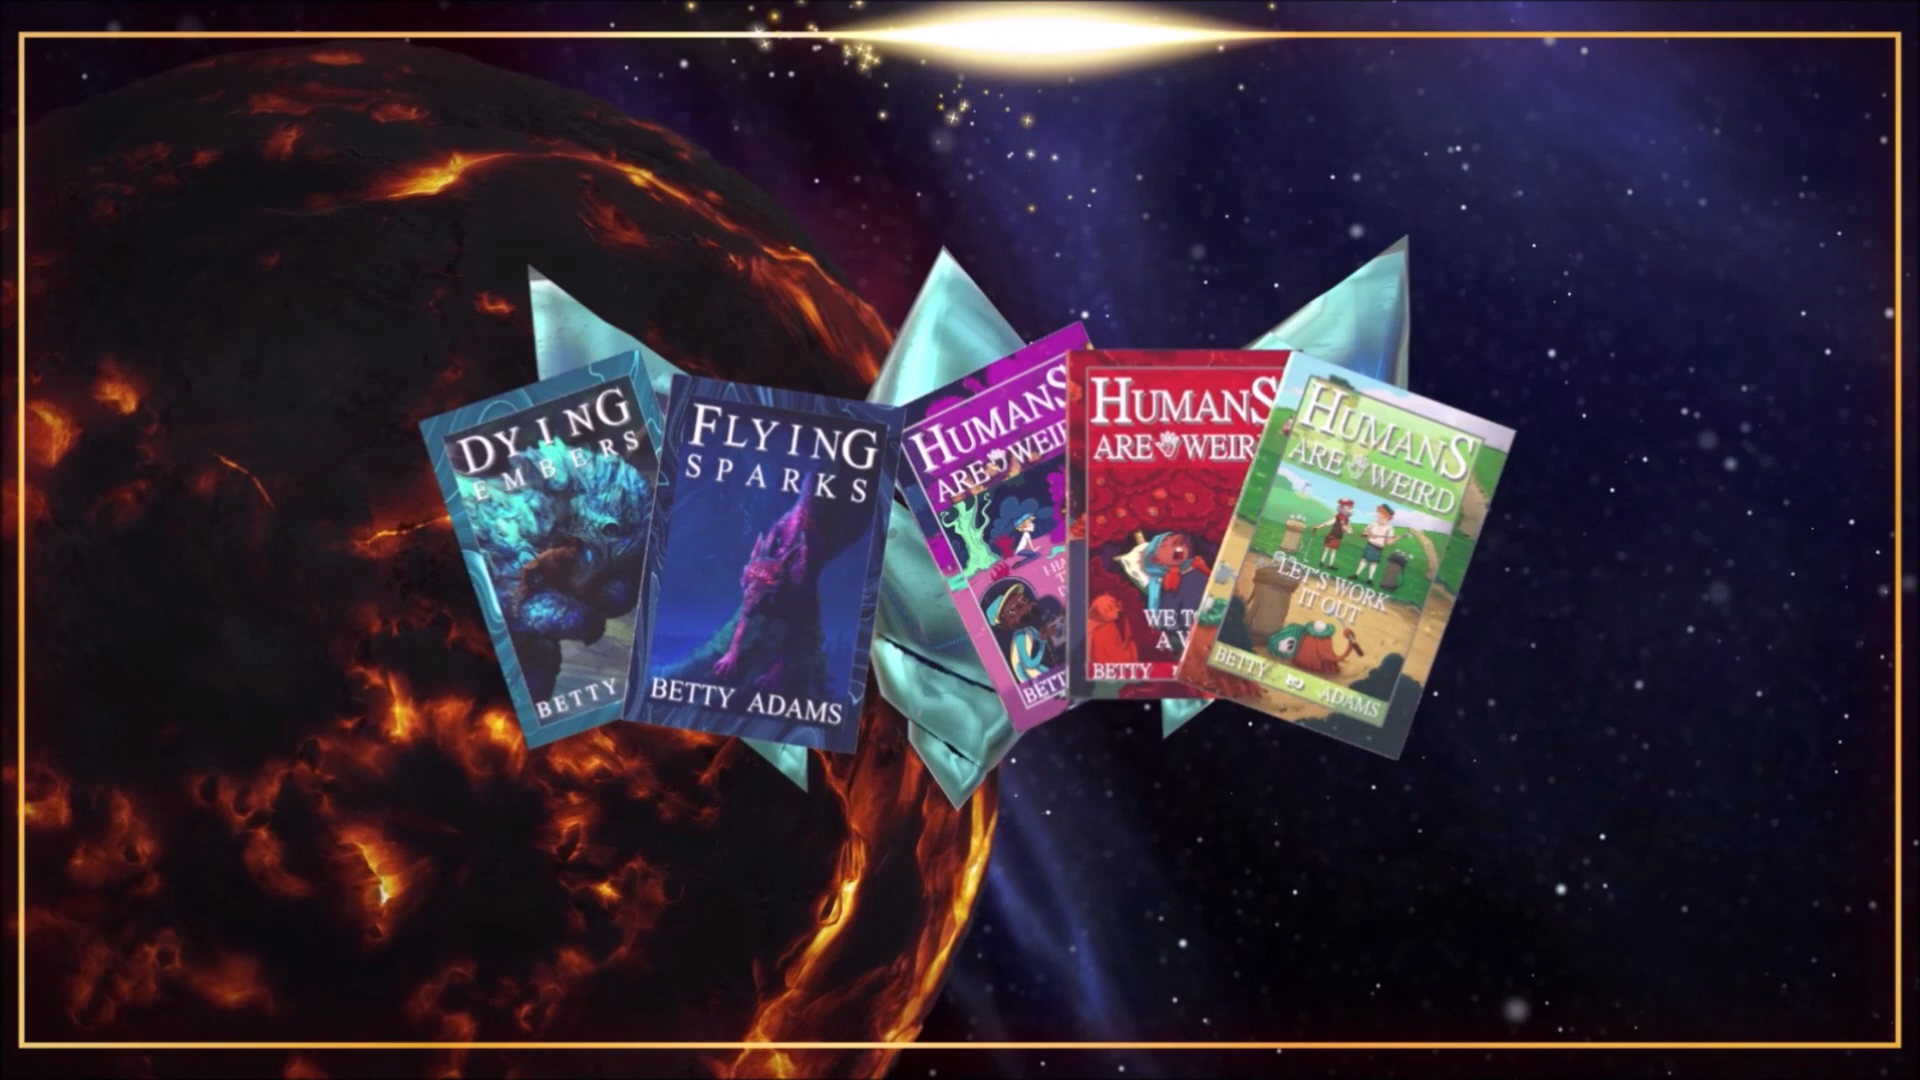 DYING
EMBERS
BETTY
FLYING
SPARKS
BETTY ADAMS
HUMANS
ARE WEIRD
HUMANS
ARE WEIRD
WE
A
BETTY
HUMANS
ARE WEIRD
LET'S WORK
IT OUT
BETTY ADAMS